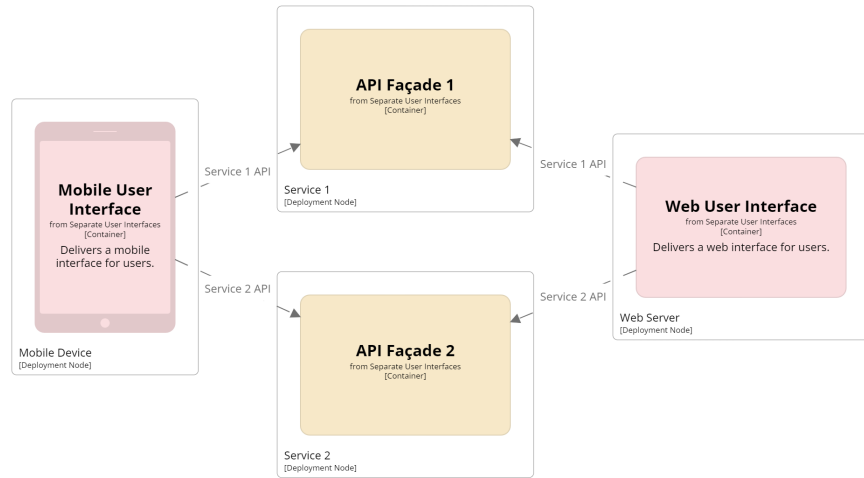 API Façade 1
from Separate User Interfaces
[Container]
Service 1
[Deployment Node]
Mobile User
Interface
from Separate User Interfaces
[Container]
Delivers a mobile
interface for users.
Mobile Device
[Deployment Node]
Service 1 API
Service 2 API
Service 1 API
Service 2 API
Web User Interface
from Separate User Interfaces
[Container]
Delivers a web interface for users.
Web Server
[Deployment Node]
API Façade 2
from Separate User Interfaces
[Container]
Service 2
[Deployment Node]